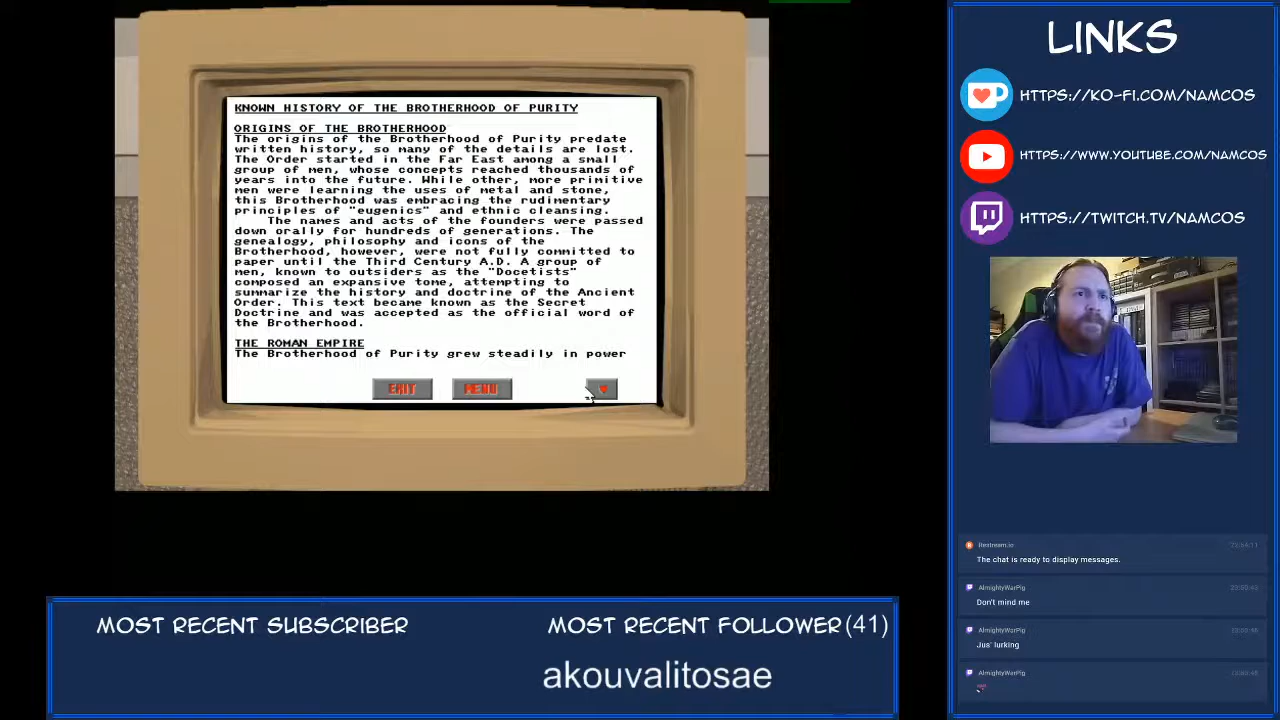 KNOWN HISTORY OF THE BROTHERHOOD OF PURITY
ORIGINS OF THE BROTHERHOOD
The origins of the Brotherhood of Purity predate
written history, so many of the details are lost.
The Order started in the Far East among a small
group of men, whose concepts reached thousands of
years into the future. While other, more primitive
men were learning the uses of metal and stone,
this Brotherhood was embracing the rudimentary
principles of "eugenics" and ethnic cleansing.
The names and acts of the founders were passed
down orally for hundreds of generations. The
genealogy, philosophy and icons of the
Brotherhood, however, were not fully committed to
paper until the Third Century A.D. A group of
men, known to outsiders as the "Docetists"
composed an expansive tome, attempting to
summarize the history and doctrine of the Ancient
Order. This text became known as the Secret
Doctrine and was accepted as the official word of
the Brotherhood.
THE ROMAN EMPIRE
The Brotherhood of Purity grew steadily in power
EXIT
MENU
MOST RECENT SUBSCRIBER
MOST RECENT FOLLOWER (41)
akouvalitosae
LINKS
HTTPS://KO-FI.COM/NAMCOS
HTTPS://WWW.YOUTUBE.COM/NAMCOS
HTTPS://TWITCH.TV/NAMCOS
Restream.io
The chat is ready to display messages.
AlmightyWarPig
Don't mind me
AlmightyWarPig
Jus' lurking
AlmightyWarPig